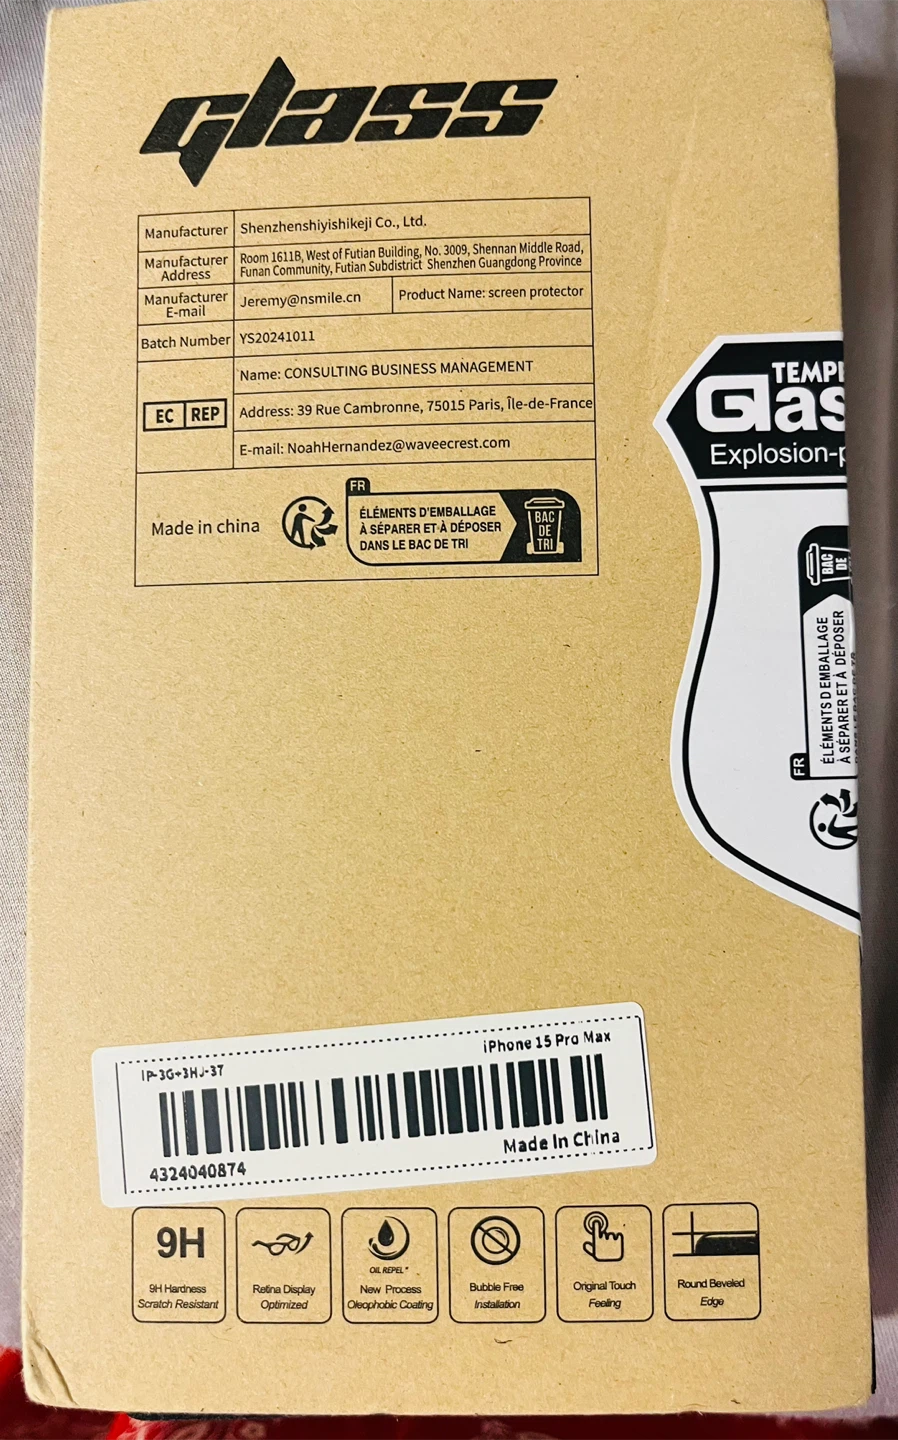 glass
Manufacturer
Shenzhenshiyishikeji Co., Ltd.
Manufacturer Address
Room 1611B, West of Futian Building, No. 3009, Shennan Middle Road,
Funan Community, Futian Subdistrict Shenzhen Guangdong Province
Manufacturer E-mail
Jeremy@nsmile.cn
Product Name: screen protector
Batch Number
YS20241011
EC REP
Name: CONSULTING BUSINESS MANAGEMENT
Address: 39 Rue Cambronne, 75015 Paris, Île-de-France
E-mail: NoahHernandez@waveecrest.com
Made in china
FR
ÉLÉMENTS D'EMBALLAGE
À SÉPARER ET À DÉPOSER
DANS LE BAC DE TRI
BAC
DE
TRI
TEMP
Glas
Explosion-p
BAC
DE
ÉLÉMENTS D EMBALLAGE
À SÉPARER ET À DÉPOSER
FR
iPhone 15 Pro Max
IP-3G+3HJ-37
4324040874
Made In China
9H
9H Hardness
Scratch Resistant
Retina Display
Optimized
OIL REPEL
New Process
Oleophobic Coating
Bubble Free
Installation
Original Touch
Feeling
Round Beveled
Edge